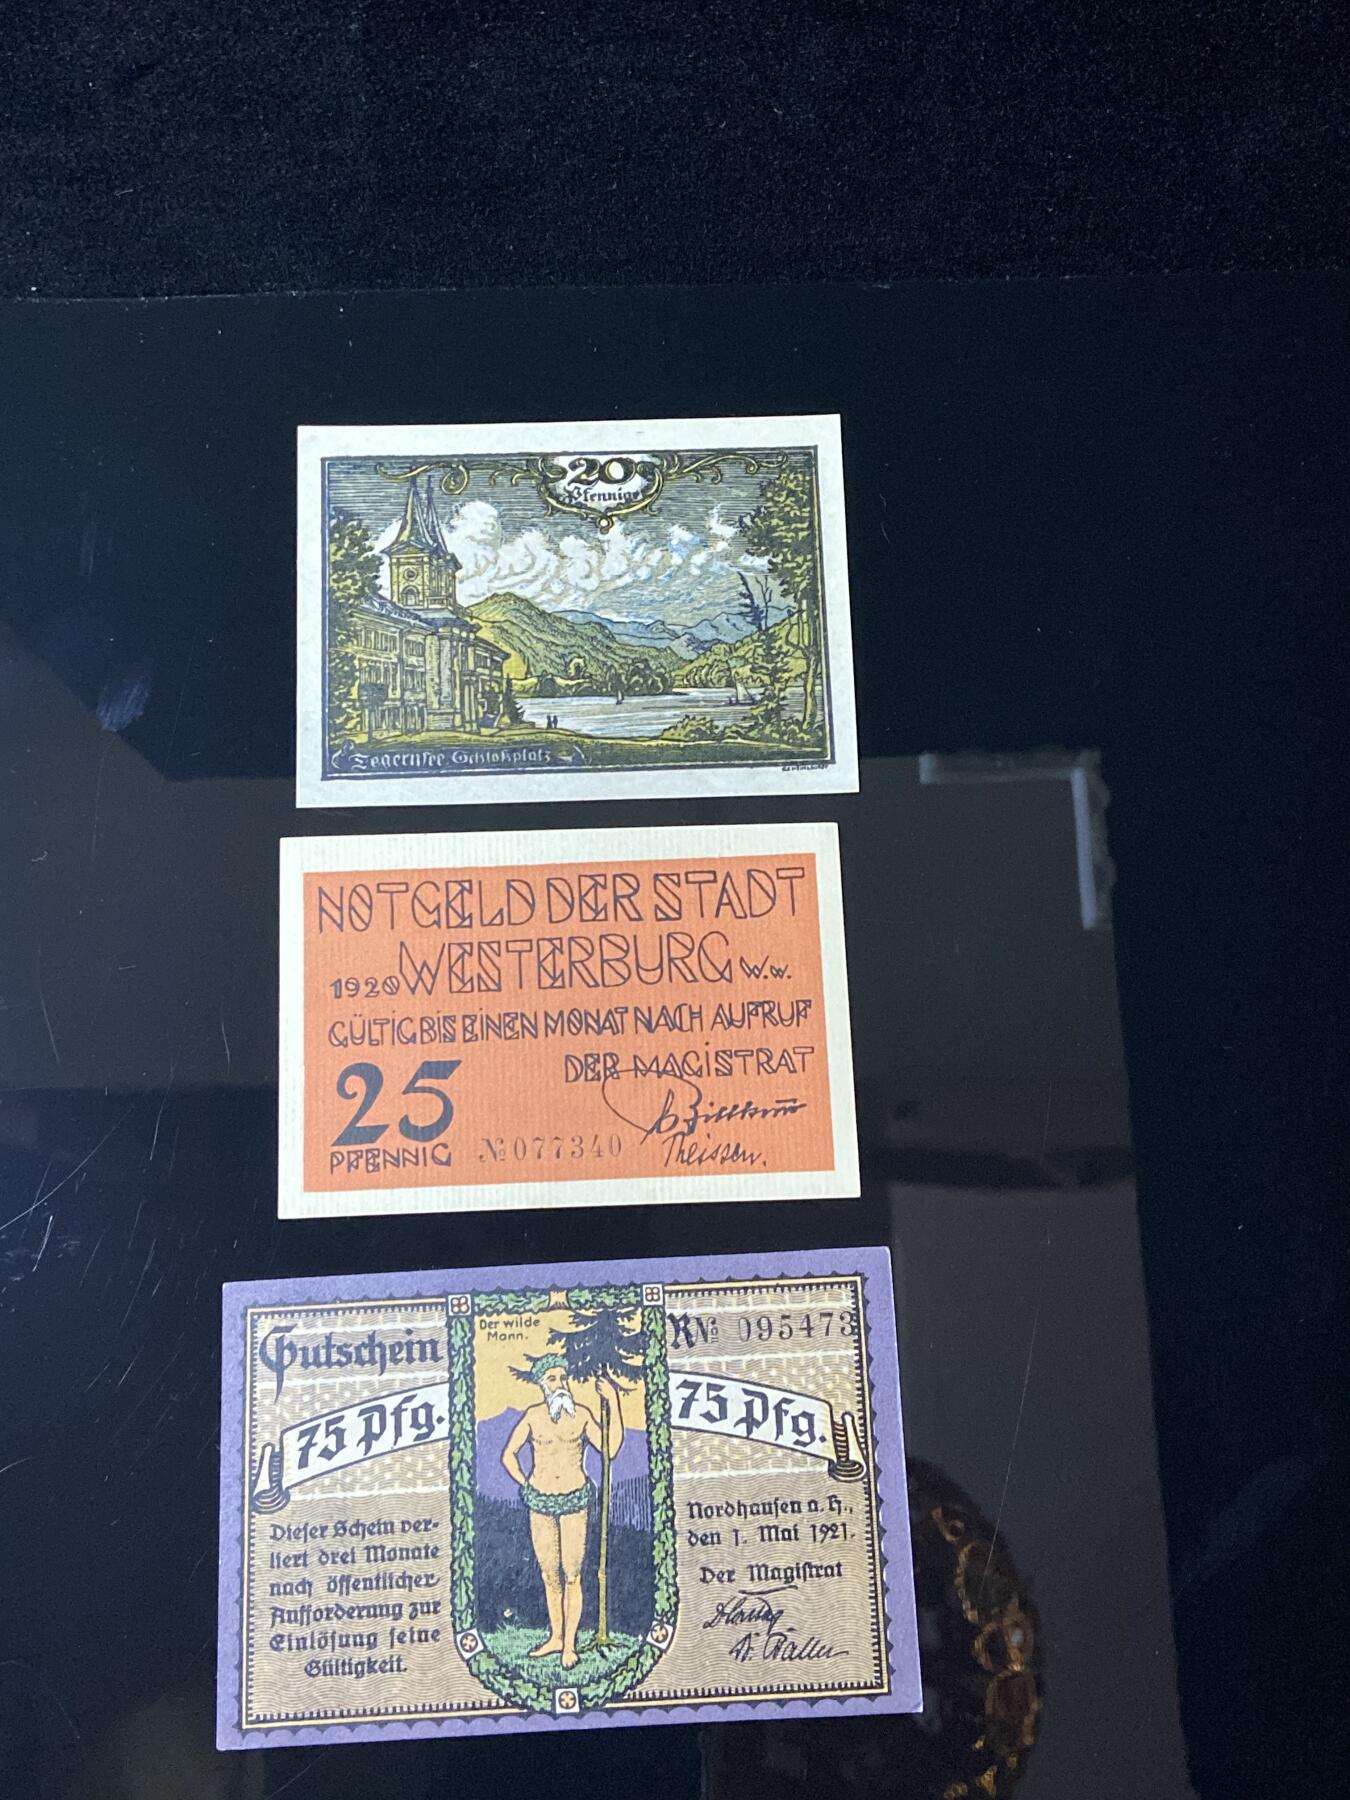 20
Pfennige
Tegernsee Schloßplatz
NOTGELD DER STADT
1920 WESTERBURG W.W.
GÜLTIG BIS EINEN MONAT NACH AUFRUF
DER MAGISTRAT
25
PFENNIG
№ 077340
Theissen.
Gutschein
75 Pfg.
Dieser Schein ver-
liert drei Monate
nach öffentlicher
Aufforderung zur
Einlösung seine
Gültigkeit.
Der wilde
Mann.
R№ 095473
75 Pfg.
Nordhausen a. H.,
den 1. Mai 1921.
Der Magistrat